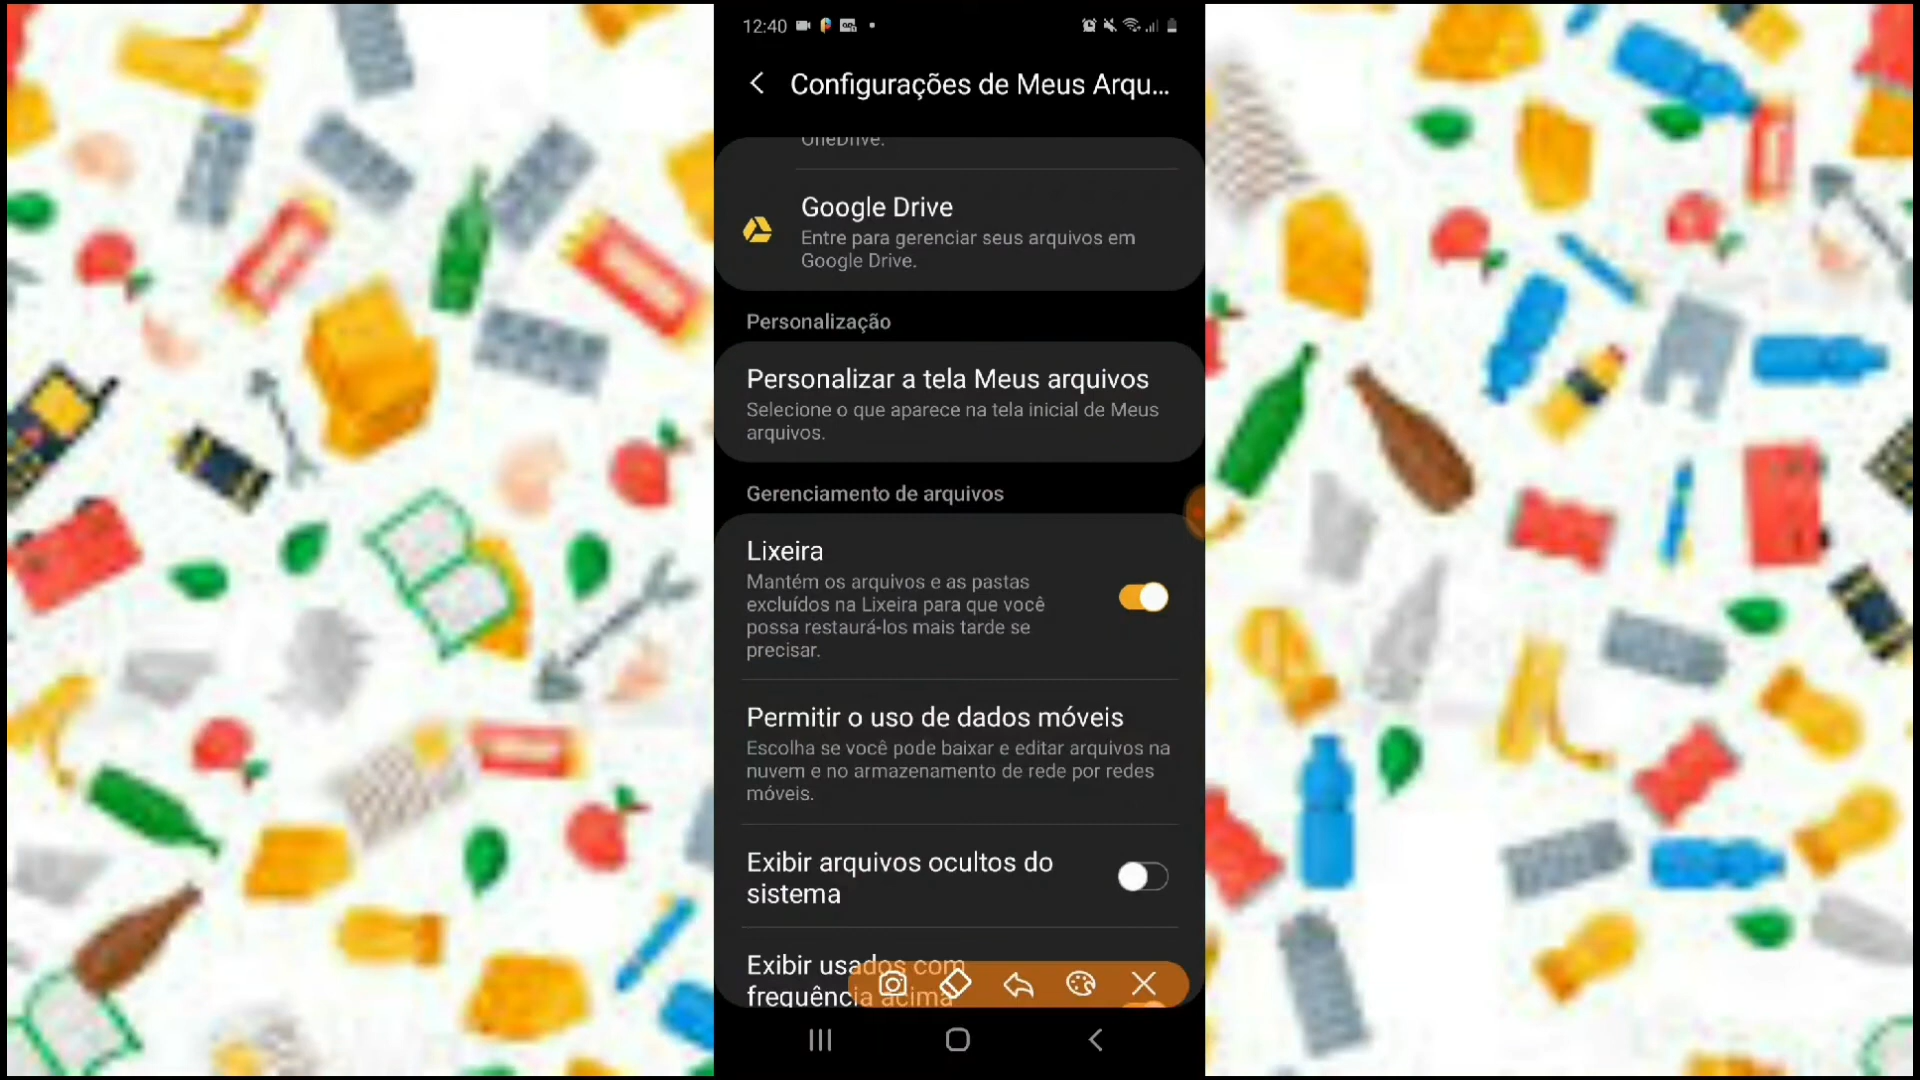 12:40
Configurações de Meus Arqu...
OneDrive.
Google Drive
Entre para gerenciar seus arquivos em
Google Drive.
Personalização
Personalizar a tela Meus arquivos
Selecione o que aparece na tela inicial de Meus
arquivos.
Gerenciamento de arquivos
Lixeira
Mantém os arquivos e as pastas
excluídos na Lixeira para que você
possa restaurá-los mais tarde se
precisar.
Permitir o uso de dados móveis
Escolha se você pode baixar e editar arquivos na
nuvem e no armazenamento de rede por redes
móveis.
Exibir arquivos ocultos do
sistema
Exibir usados com
frequência acima